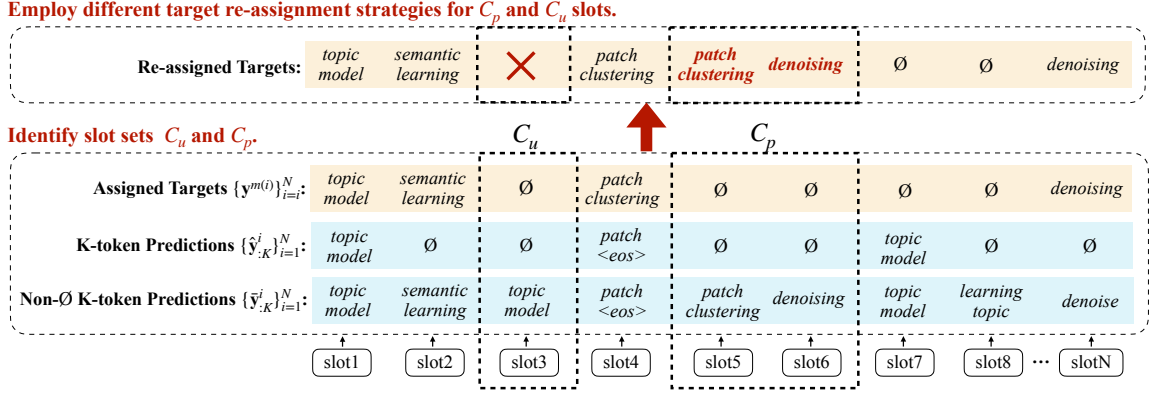 Employ different target re-assignment strategies for C_p and C_u slots.
Re-assigned Targets: topic model semantic learning ✕ patch clustering patch clustering denoising Ø Ø denoising
Identify slot sets C_u and C_p.
C_u C_p
Assigned Targets {y^{m(i)}}_{i=i}^N: topic model semantic learning Ø patch clustering Ø Ø Ø Ø denoising
K-token Predictions {ŷ^i_{:K}}_{i=1}^N: topic model Ø Ø patch <eos> Ø Ø topic model Ø Ø
Non-Ø K-token Predictions {ȳ^i_{:K}}_{i=1}^N: topic model semantic learning topic model patch <eos> patch clustering denoising topic model learning topic denoise
slot1 slot2 slot3 slot4 slot5 slot6 slot7 slot8 ··· slotN